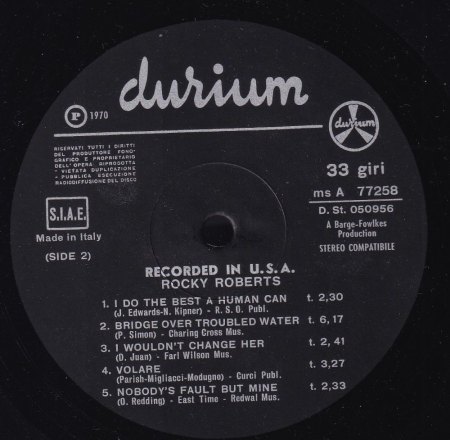 durium
P 1970
durium
RISERVATI TUTTI I DIRITTI
DEL PRODUTTORE FONO-
GRAFICO E PROPRIETARIO
DELL'OPERA RIPRODOTTA
- VIETATA DUPLICAZIONE -
- PUBBLICA ESECUZIONE
RADIODIFFUSIONE DEL DISCO
33 giri
ms A 77258
D. St. 050956
A Barge-Fowlkes
Production
STEREO COMPATIBILE
S.I.A.E.
Made in Italy
(SIDE 2)
RECORDED IN U.S.A.
ROCKY ROBERTS
1. I DO THE BEST A HUMAN CAN t. 2,30
(J. Edwards-N. Kipner) - R.S.O. Publ.
2. BRIDGE OVER TROUBLED WATER t. 6,17
(P. Simon) - Charing Cross Mus.
3. I WOULDN'T CHANGE HER t. 2,41
(D. Juan) - Farl Wilson Mus.
4. VOLARE t. 3,27
(Parish-Migliacci-Modugno) - Curci Publ.
5. NOBODY'S FAULT BUT MINE t. 2,33
(O. Redding) - East Time - Redwal Mus.